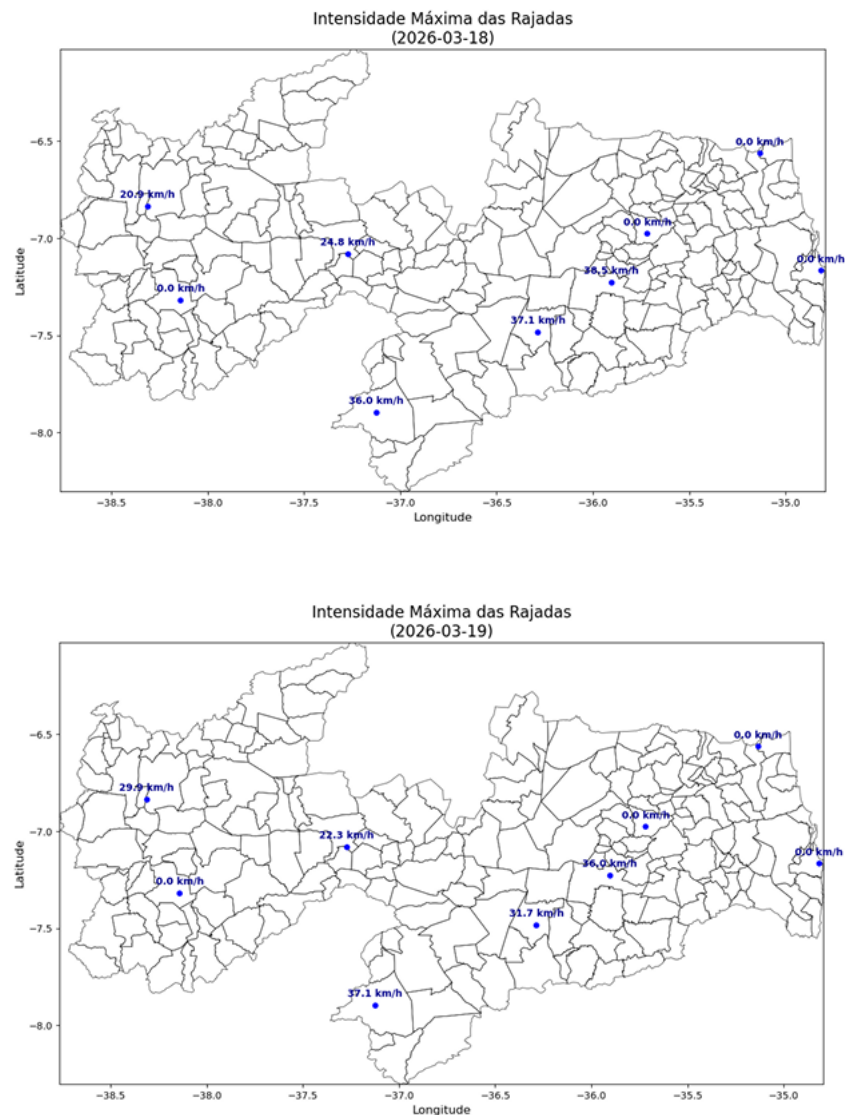 Intensidade Máxima das Rajadas
(2026-03-18)
0.0 km/h
−6.5
20.9 km/h
0.0 km/h
−7.0
24.8 km/h
0.0 km/h
38.5 km/h
Latitude
0.0 km/h
37.1 km/h
−7.5
36.0 km/h
−8.0
−38.5 −38.0 −37.5 −37.0 −36.5 −36.0 −35.5 −35.0
Longitude
Intensidade Máxima das Rajadas
(2026-03-19)
0.0 km/h
−6.5
29.9 km/h
0.0 km/h
−7.0
22.3 km/h
0.0 km/h
36.0 km/h
Latitude
0.0 km/h
31.7 km/h
−7.5
37.1 km/h
−8.0
−38.5 −38.0 −37.5 −37.0 −36.5 −36.0 −35.5 −35.0
Longitude